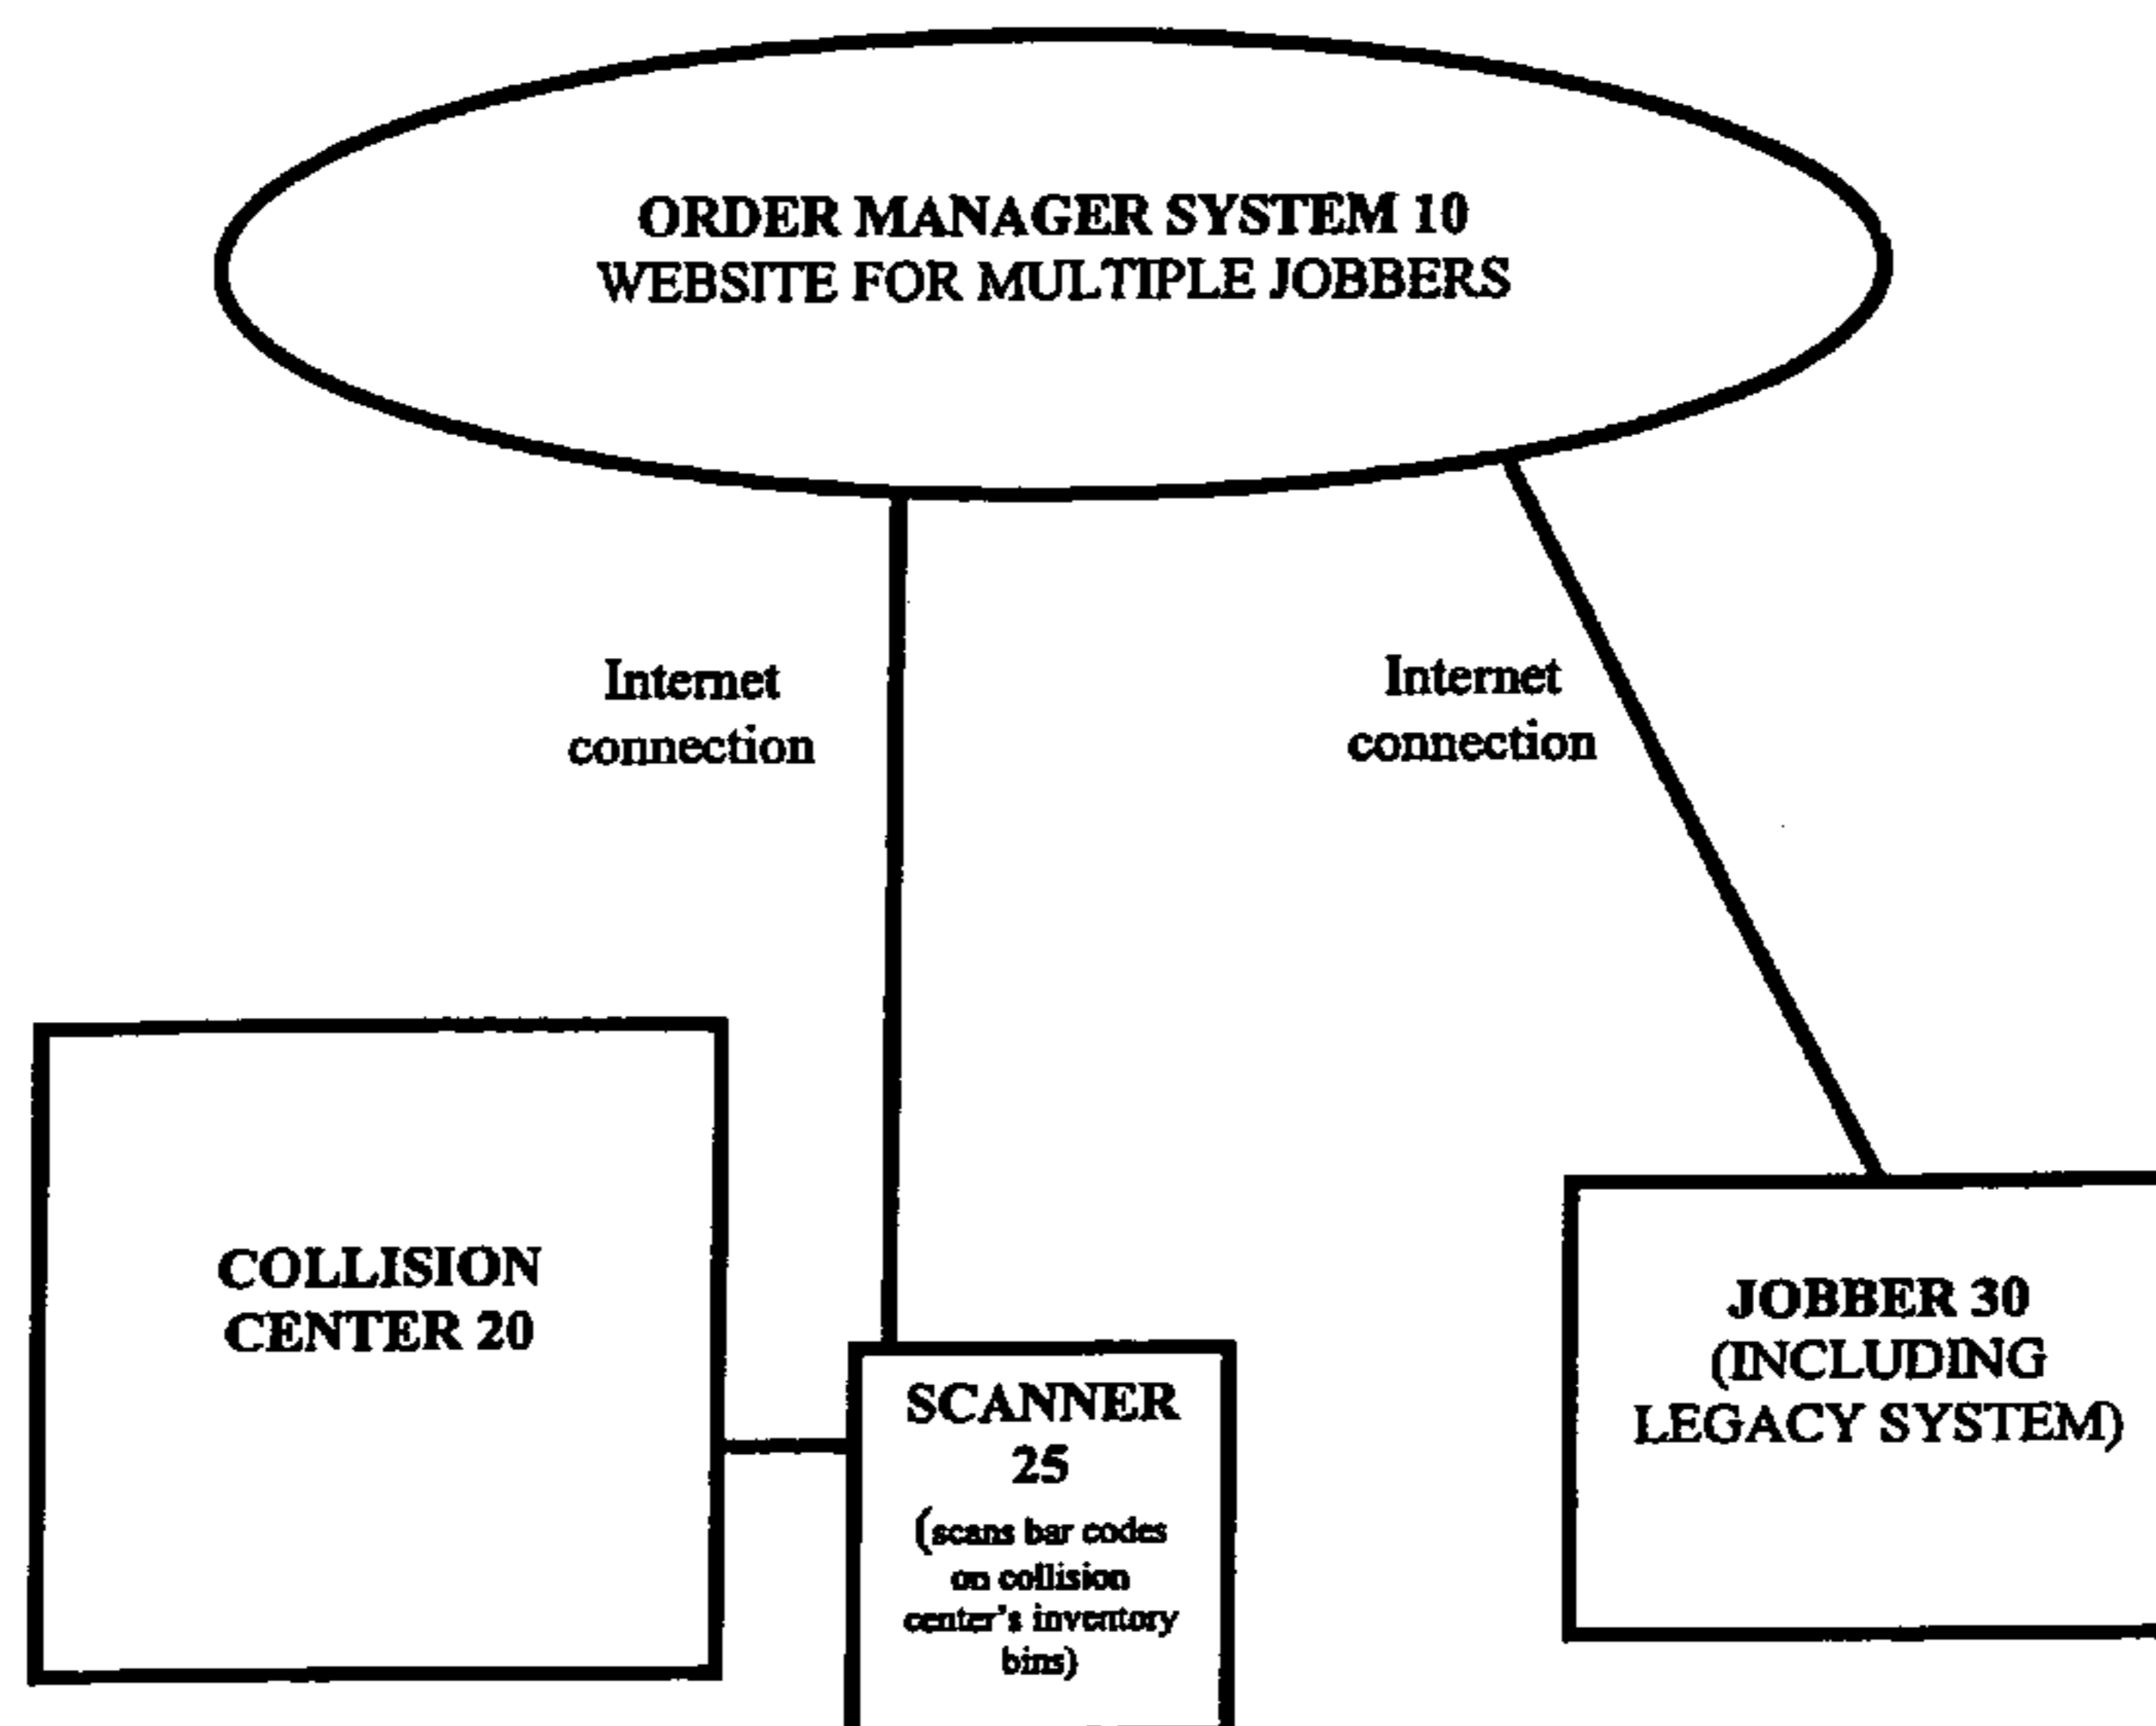 ORDER MANAGER SYSTEM 10
WEBSITE FOR MULTIPLE JOBBERS
Internet
connection
Internet
connection
COLLISION
CENTER 20
SCANNER
25
(scans bar codes
on collision
center's inventory
bins)
JOBBER 30
(INCLUDING
LEGACY SYSTEM)